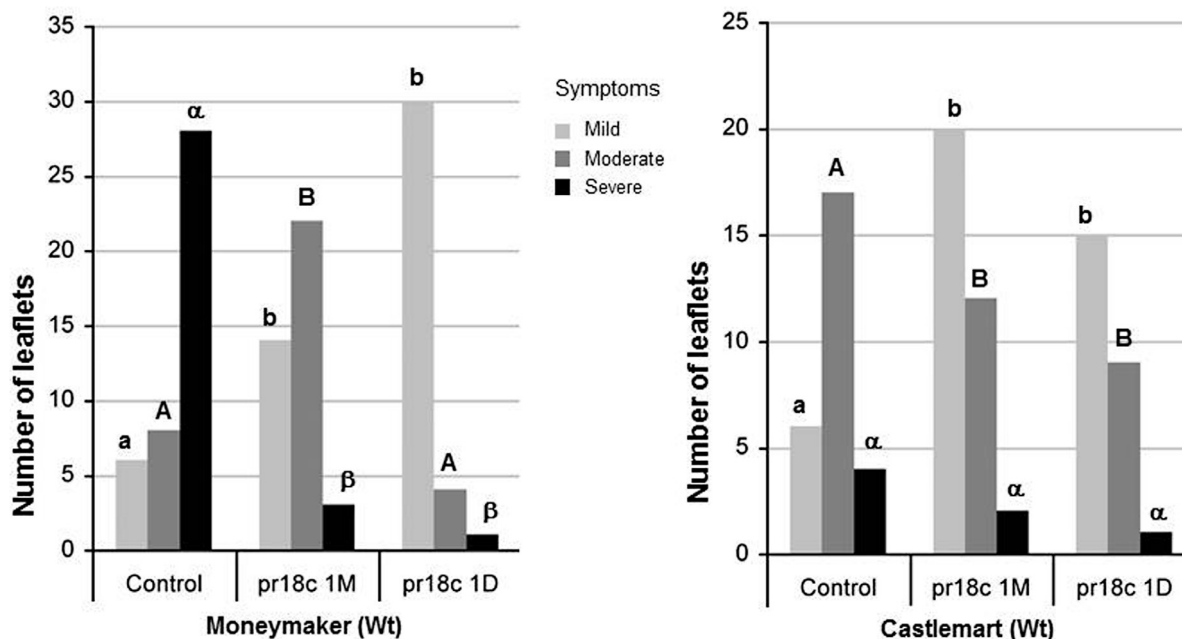 Number of leaflets
35
30
25
20
15
10
5
0
a
A
α
b
B
β
b
A
β
Control
pr18c 1M
pr18c 1D
Moneymaker (Wt)
Symptoms
Mild
Moderate
Severe
Number of leaflets
25
20
15
10
5
0
a
A
α
b
B
α
b
B
α
Control
pr18c 1M
pr18c 1D
Castlemart (Wt)